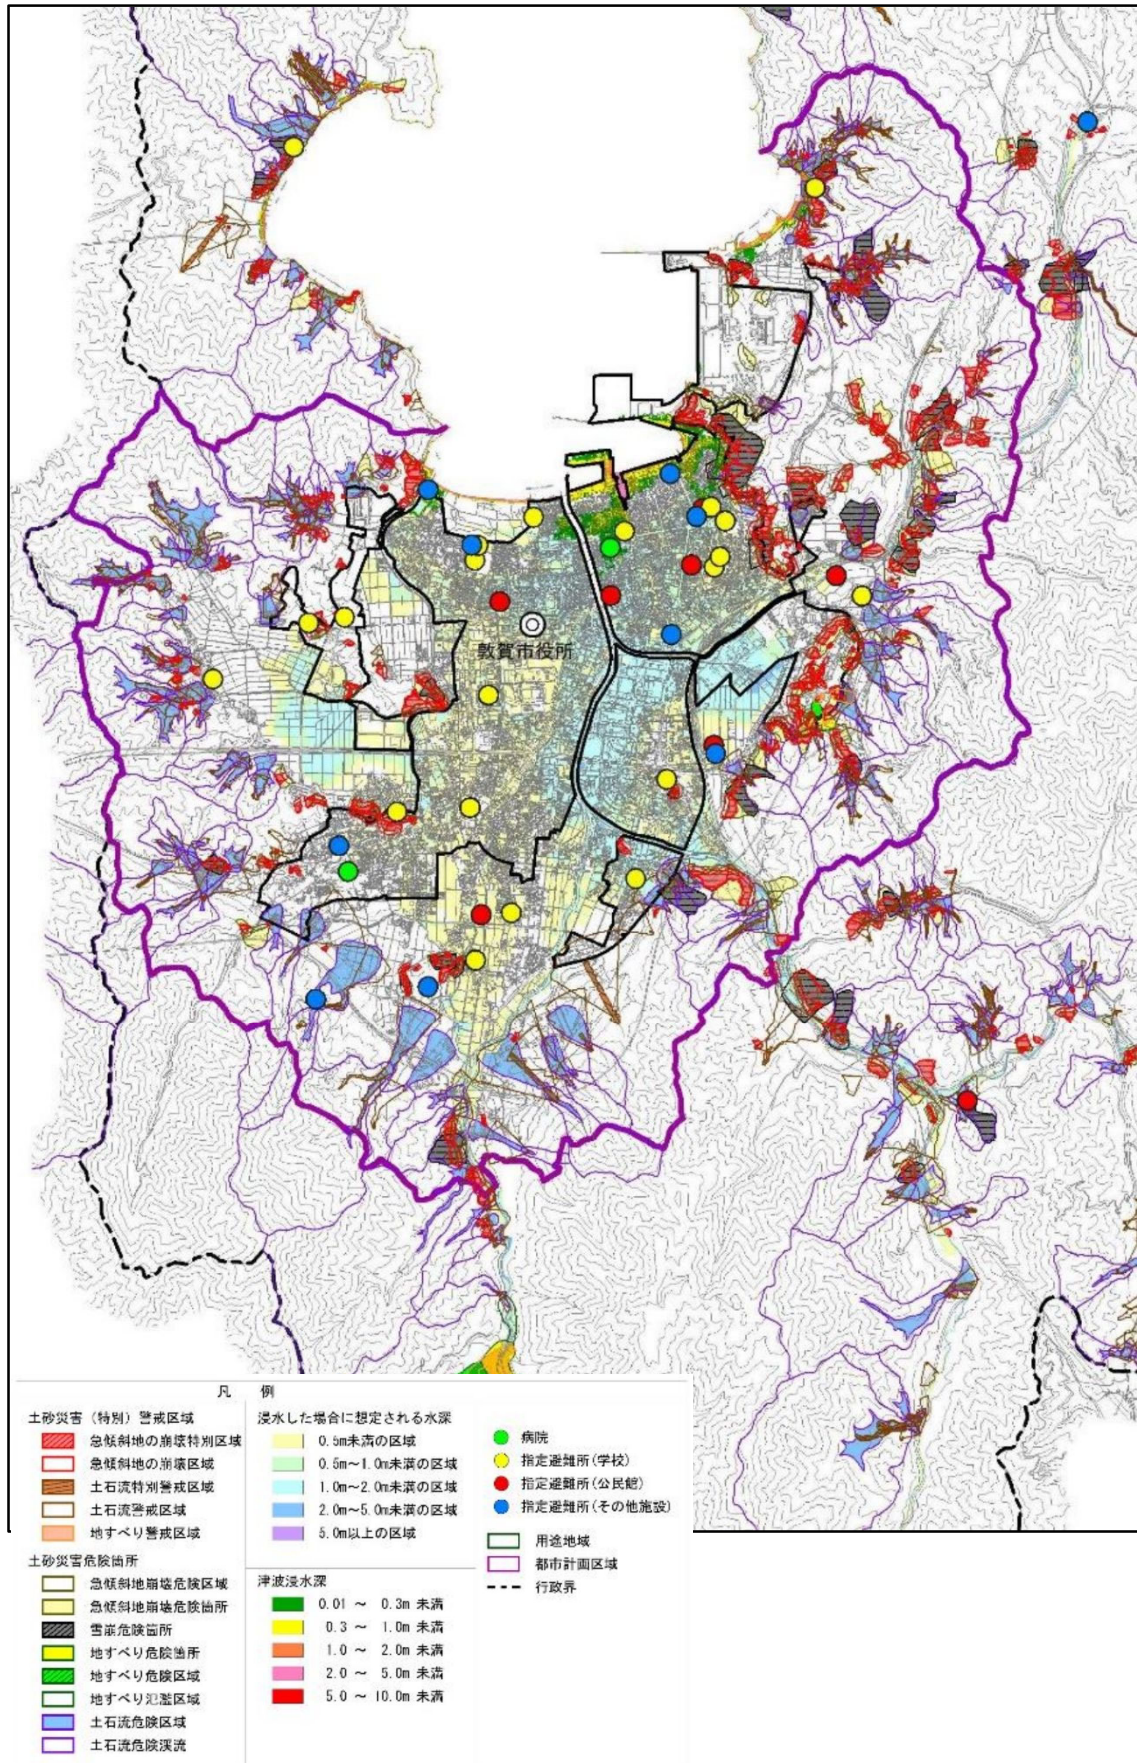 敦賀市役所
凡 例
土砂災害（特別）警戒区域
急傾斜地の崩壊特別区域
急傾斜地の崩壊区域
土石流特別警戒区域
土石流警戒区域
地すべり警戒区域
土砂災害危険箇所
急傾斜地崩壊危険区域
急傾斜地崩壊危険箇所
雪崩危険箇所
地すべり危険箇所
地すべり危険区域
地すべり氾濫区域
土石流危険区域
土石流危険渓流
浸水した場合に想定される水深
0.5m未満の区域
0.5m～1.0m未満の区域
1.0m～2.0m未満の区域
2.0m～5.0m未満の区域
5.0m以上の区域
津波浸水深
0.01 ～ 0.3m 未満
0.3 ～ 1.0m 未満
1.0 ～ 2.0m 未満
2.0 ～ 5.0m 未満
5.0 ～ 10.0m 未満
病院
指定避難所(学校)
指定避難所(公民館)
指定避難所(その他施設)
用途地域
都市計画区域
行政界